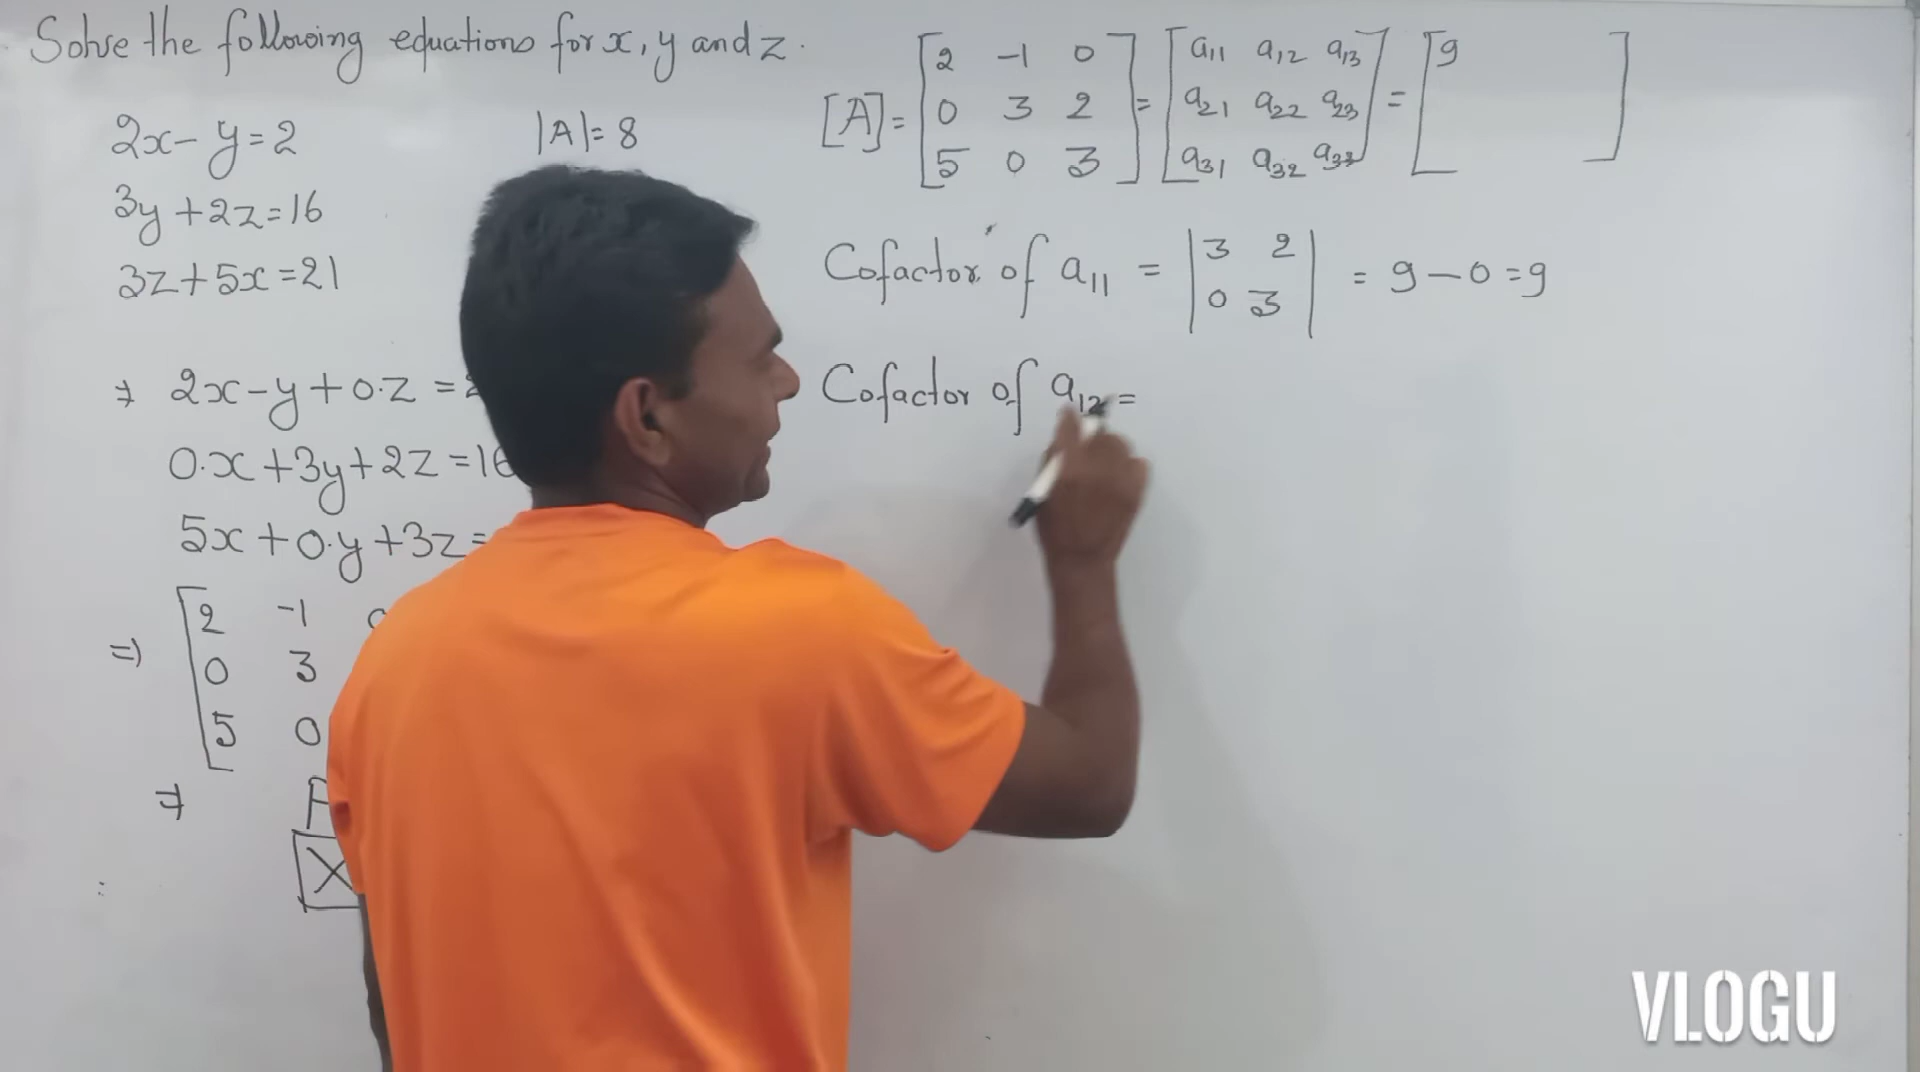 Solve the following equations for x, y and z.
2x - y = 2
3y + 2z = 16
3z + 5x = 21
|A| = 8
⇒ 2x - y + 0.z =
0.x + 3y + 2z = 16
5x + 0.y + 3z =
⇒ [2 -1
0 3
5 0
⇒
X
[A] = [2 -1 0] = [a11 a12 a13] = [9 ]
[0 3 2] [a21 a22 a23]
[5 0 3] [a31 a32 a33]
Cofactor of a11 = |3 2| = 9 - 0 = 9
|0 3|
Cofactor of a12 =
VLOGU